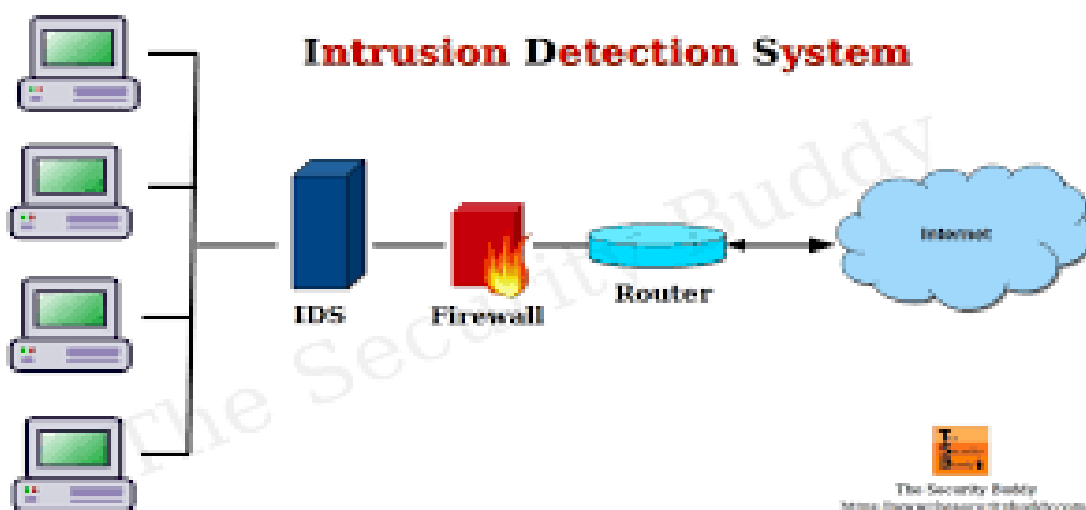 Intrusion Detection System
The Security Buddy
Internet
IDS
Firewall
Router
The Security Buddy